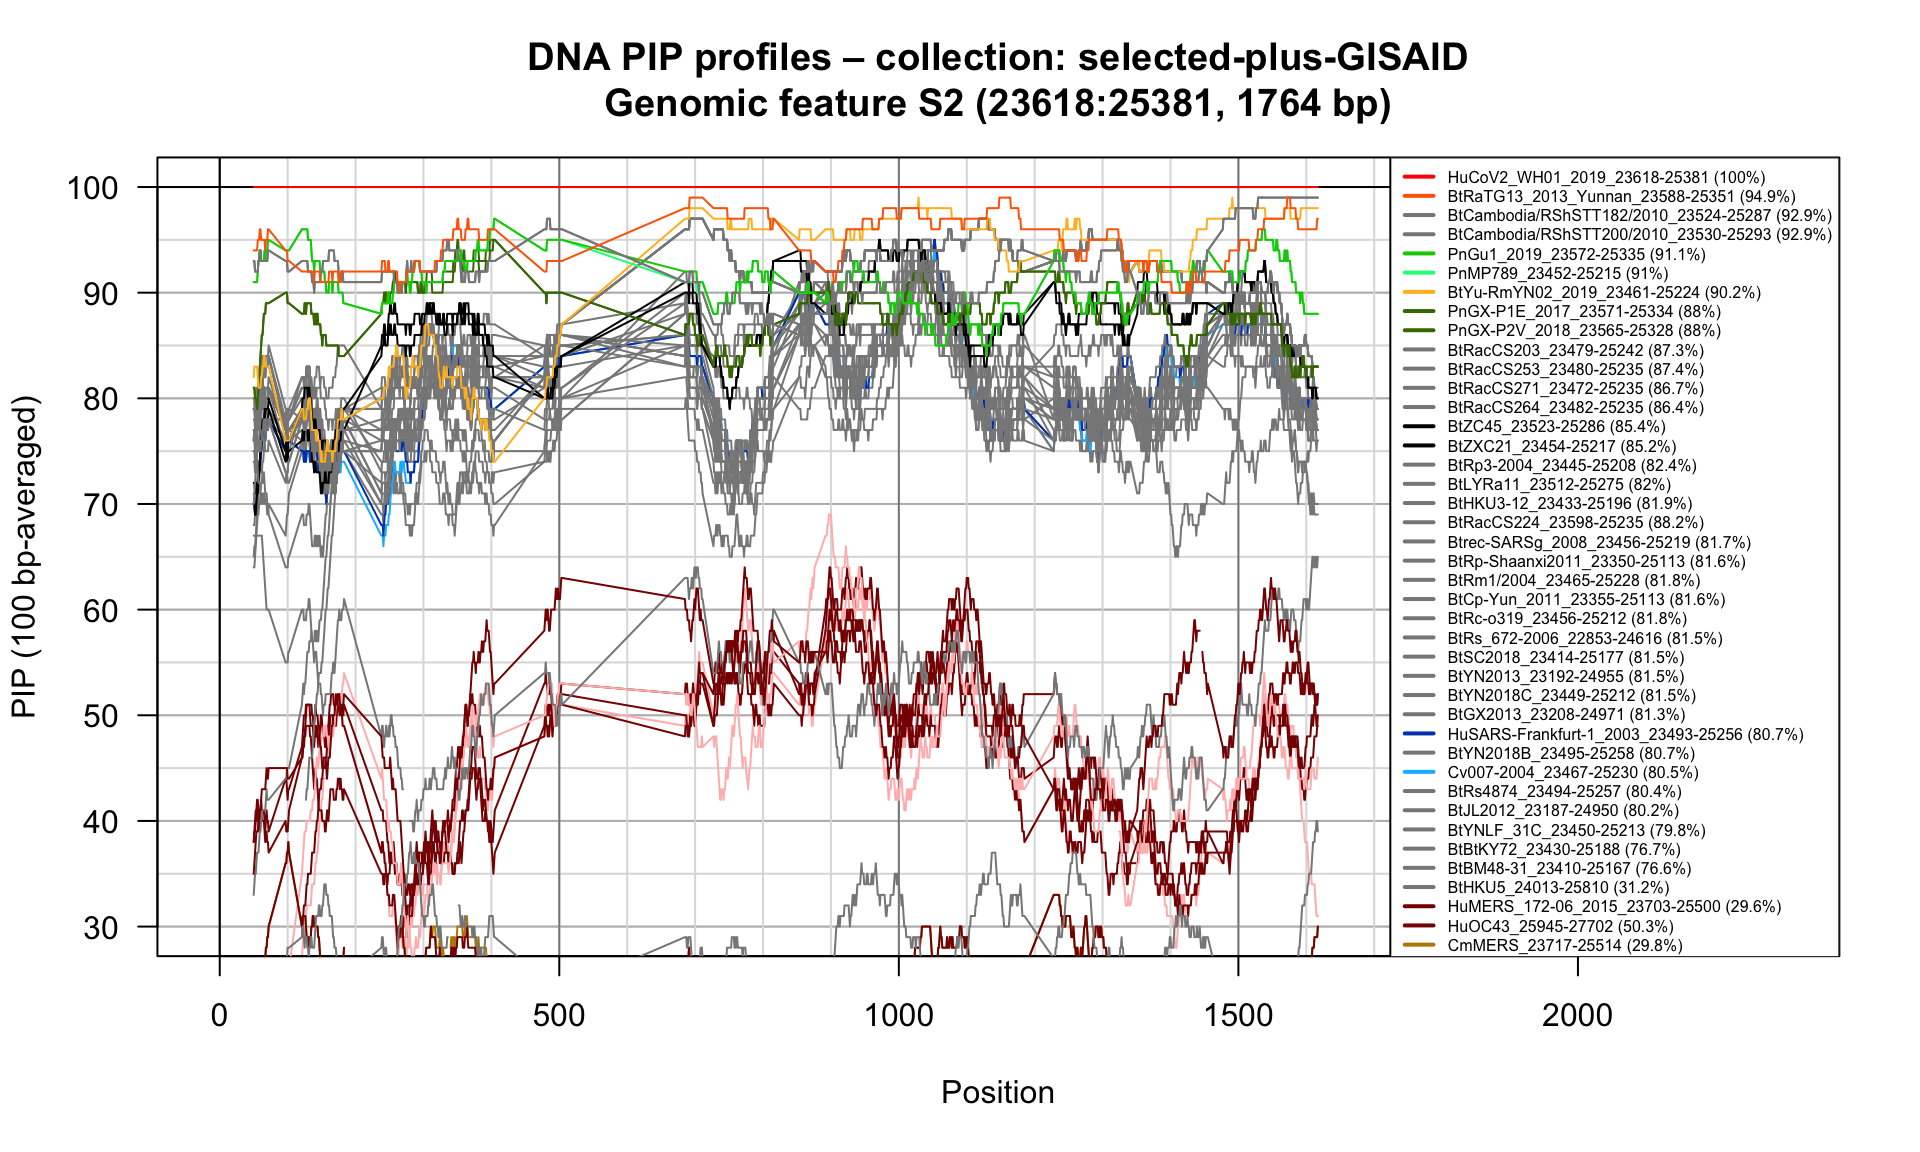 DNA PIP profiles – collection: selected-plus-GISAID
Genomic feature S2 (23618:25381, 1764 bp)
PIP (100 bp-averaged)
100
90
80
70
60
50
40
30
0
500
1000
1500
2000
Position
HuCoV2_WH01_2019_23618-25381 (100%)
BtRaTG13_2013_Yunnan_23588-25351 (94.9%)
BtCambodia/RShSTT182/2010_23524-25287 (92.9%)
BtCambodia/RShSTT200/2010_23530-25293 (92.9%)
PnGu1_2019_23572-25335 (91.1%)
PnMP789_23452-25215 (91%)
BtYu-RmYN02_2019_23461-25224 (90.2%)
PnGX-P1E_2017_23571-25334 (88%)
PnGX-P2V_2018_23565-25328 (88%)
BtRacCS203_23479-25242 (87.3%)
BtRacCS253_23480-25235 (87.4%)
BtRacCS271_23472-25235 (86.7%)
BtRacCS264_23482-25235 (86.4%)
BtZC45_23523-25286 (85.4%)
BtZXC21_23454-25217 (85.2%)
BtRp3-2004_23445-25208 (82.4%)
BtLYRa11_23512-25275 (82%)
BtHKU3-12_23433-25196 (81.9%)
BtRacCS224_23598-25235 (88.2%)
Btrec-SARSg_2008_23456-25219 (81.7%)
BtRp-Shaanxi2011_23350-25113 (81.6%)
BtRm1/2004_23465-25228 (81.8%)
BtCp-Yun_2011_23355-25113 (81.6%)
BtRc-o319_23456-25212 (81.8%)
BtRs_672-2006_22853-24616 (81.5%)
BtSC2018_23414-25177 (81.5%)
BtYN2013_23192-24955 (81.5%)
BtYN2018C_23449-25212 (81.5%)
BtGX2013_23208-24971 (81.3%)
HuSARS-Frankfurt-1_2003_23493-25256 (80.7%)
BtYN2018B_23495-25258 (80.7%)
Cv007-2004_23467-25230 (80.5%)
BtRs4874_23494-25257 (80.4%)
BtJL2012_23187-24950 (80.2%)
BtYNLF_31C_23450-25213 (79.8%)
BtBtKY72_23430-25188 (76.7%)
BtBM48-31_23410-25167 (76.6%)
BtHKU5_24013-25810 (31.2%)
HuMERS_172-06_2015_23703-25500 (29.6%)
HuOC43_25945-27702 (50.3%)
CmMERS_23717-25514 (29.8%)